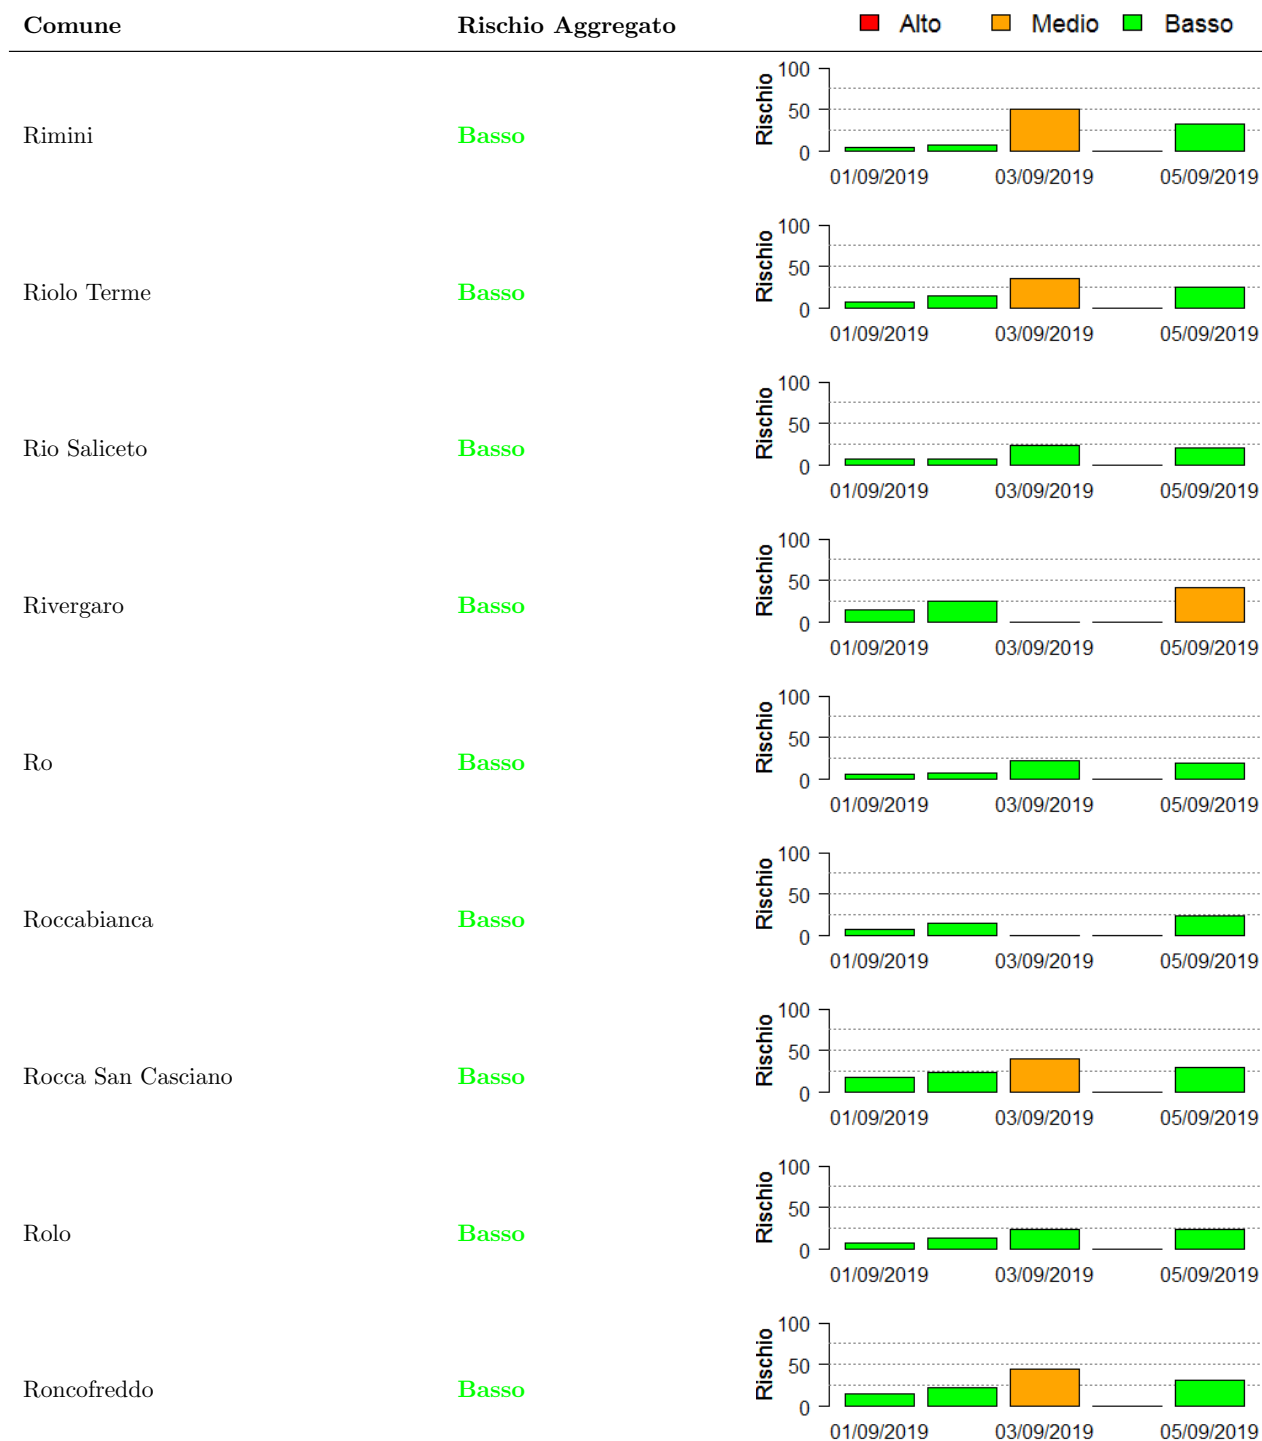 Comune Rischio Aggregato Alto Medio Basso
100
50
0
Rischio
Rimini Basso
01/09/2019 03/09/2019 05/09/2019
100
50
0
Rischio
Riolo Terme Basso
01/09/2019 03/09/2019 05/09/2019
100
50
0
Rischio
Rio Saliceto Basso
01/09/2019 03/09/2019 05/09/2019
100
50
0
Rischio
Rivergaro Basso
01/09/2019 03/09/2019 05/09/2019
100
50
0
Rischio
Ro Basso
01/09/2019 03/09/2019 05/09/2019
100
50
0
Rischio
Roccabianca Basso
01/09/2019 03/09/2019 05/09/2019
100
50
0
Rischio
Rocca San Casciano Basso
01/09/2019 03/09/2019 05/09/2019
100
50
0
Rischio
Rolo Basso
01/09/2019 03/09/2019 05/09/2019
100
50
0
Rischio
Roncofreddo Basso
01/09/2019 03/09/2019 05/09/2019